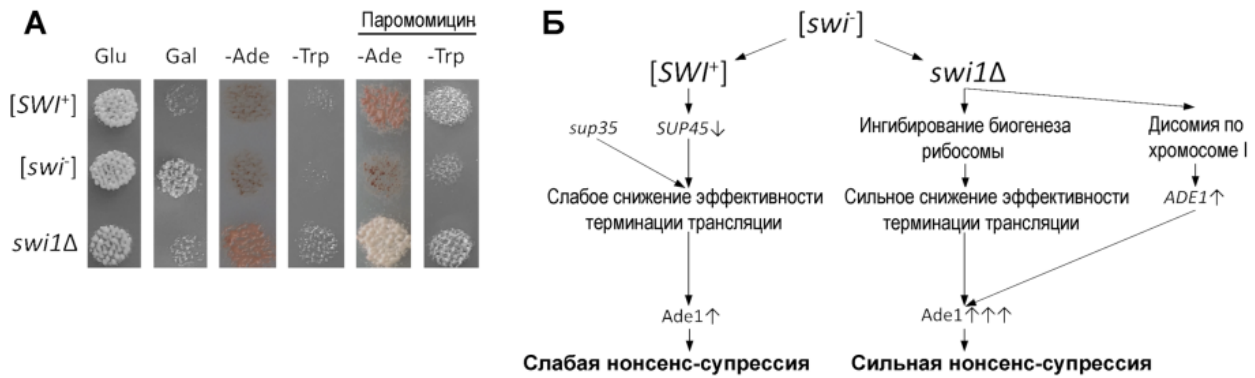 А
Паромомицин
Glu Gal -Ade -Trp -Ade -Trp
[SWI⁺]
[swi⁻]
swi1Δ
Б
[swi⁻]
[SWI⁺] swi1Δ
sup35 SUP45↓
Ингибирование биогенеза
рибосомы
Дисомия по
хромосоме I
Слабое снижение эффективности
терминации трансляции
Сильное снижение эффективности
терминации трансляции
ADE1↑
Ade1↑ Ade1↑↑↑
Слабая нонсенс-супрессия Сильная нонсенс-супрессия